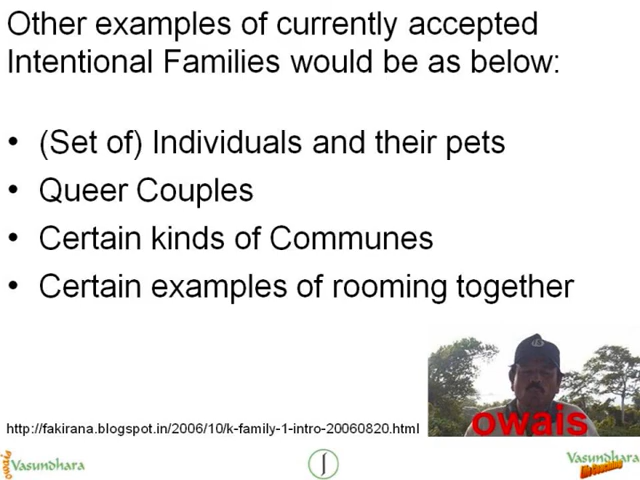 Other examples of currently accepted
Intentional Families would be as below:
• (Set of) Individuals and their pets
• Queer Couples
• Certain kinds of Communes
• Certain examples of rooming together
owais
http://fakirana.blogspot.in/2006/10/k-family-1-intro-20060820.html
owais
Vasundhara
Vasundhara